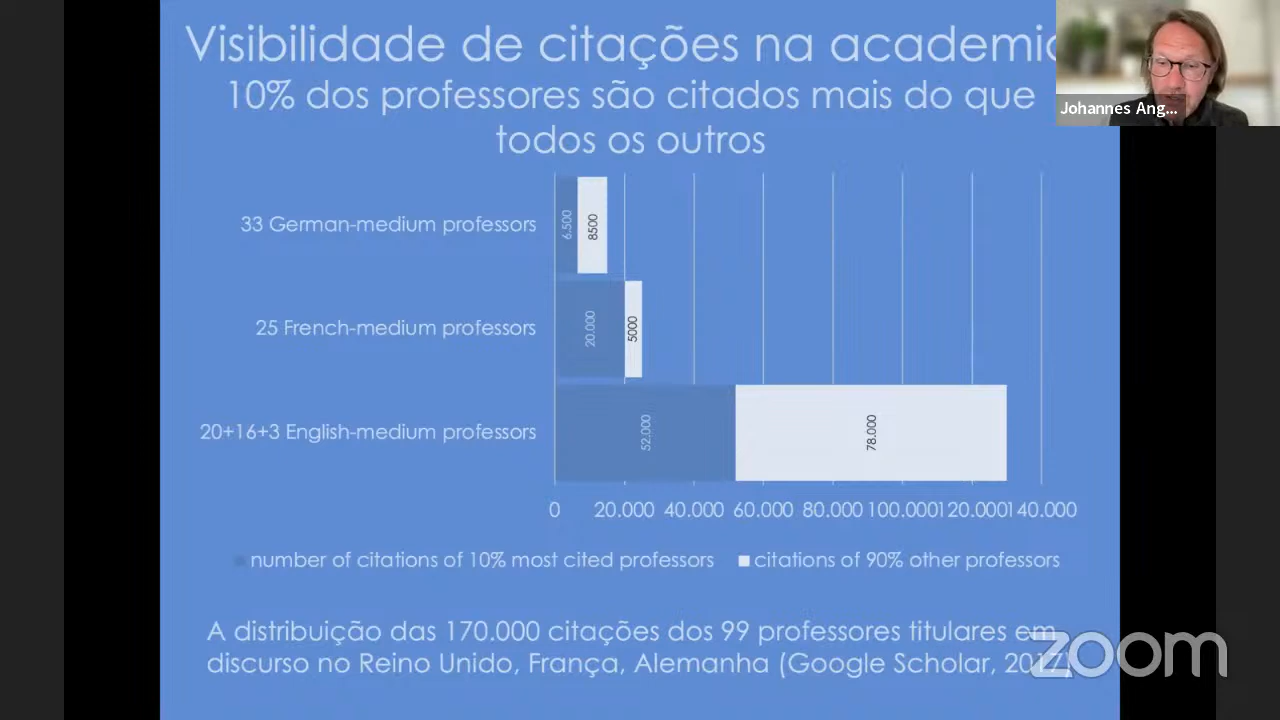 Visibilidade de citações na academia
10% dos professores são citados mais do que
todos os outros
Johannes Ang...
33 German-medium professors
6.500
8500
25 French-medium professors
20.000
5000
20+16+3 English-medium professors
52.000
78.000
0 20.000 40.000 60.000 80.000 100.000 120.000 140.000
number of citations of 10% most cited professors citations of 90% other professors
A distribuição das 170.000 citações dos 99 professores titulares em
discurso no Reino Unido, França, Alemanha (Google Scholar, 2017)
zoom